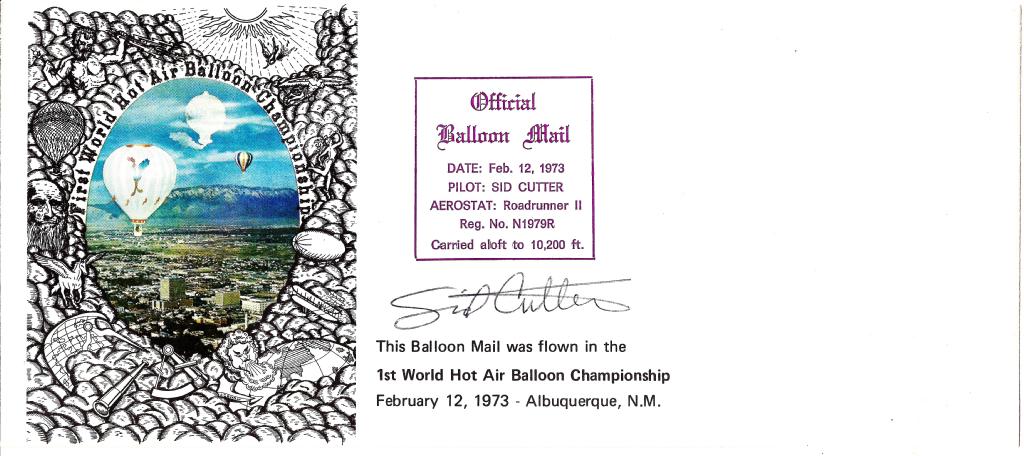 First World Hot Air Balloon Championship
Official
Balloon Mail
DATE: Feb. 12, 1973
PILOT: SID CUTTER
AEROSTAT: Roadrunner II
Reg. No. N1979R
Carried aloft to 10,200 ft.
Sid Cutter
This Balloon Mail was flown in the
1st World Hot Air Balloon Championship
February 12, 1973 - Albuquerque, N.M.